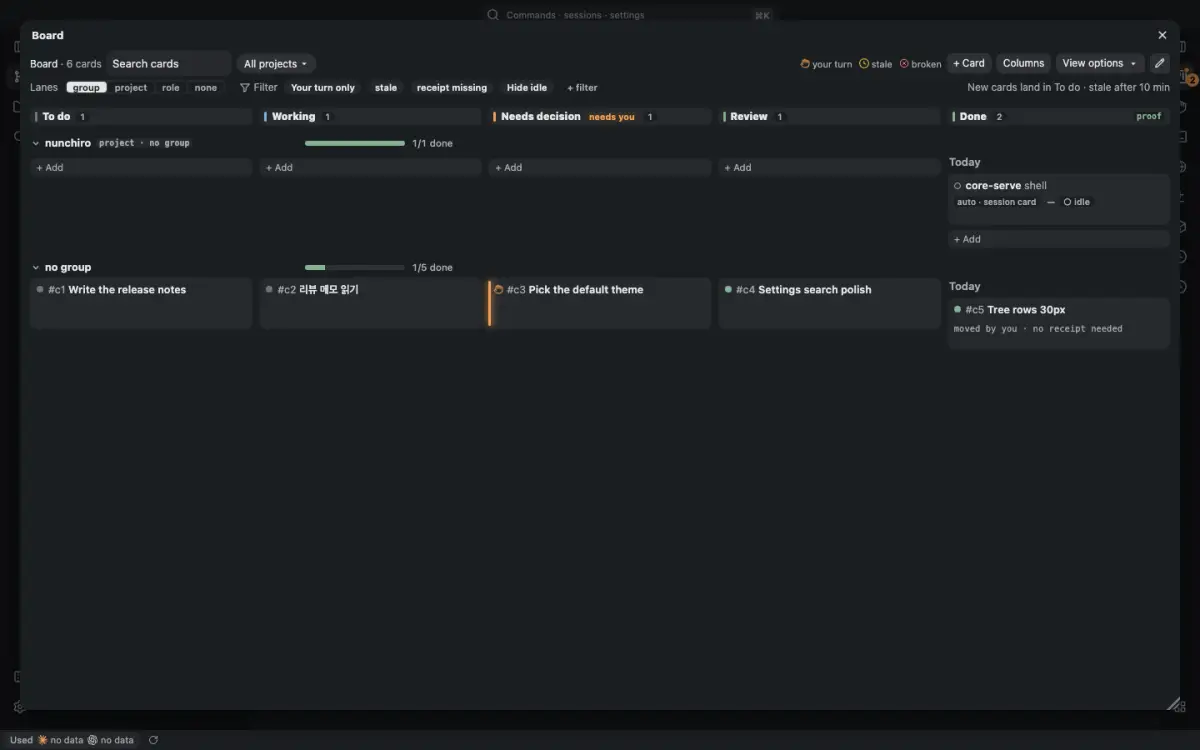 Commands · sessions · settings ⌘K
Board
Board · 6 cards Search cards All projects your turn stale broken + Card Columns View options
Lanes group project role none Filter Your turn only stale receipt missing Hide idle + filter New cards land in To do · stale after 10 min
To do 1 Working 1 Needs decision needs you 1 Review 1 Done 2 proof
nunchiro project · no group 1/1 done
+ Add + Add + Add + Add
Today
core-serve shell
auto · session card — idle
+ Add
no group 1/5 done
#c1 Write the release notes #c2 리뷰 메모 읽기 #c3 Pick the default theme #c4 Settings search polish
Today
#c5 Tree rows 30px
moved by you · no receipt needed
2
Used no data no data